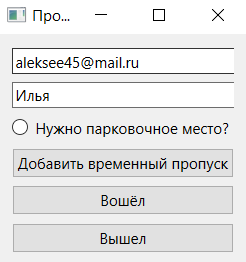 Про...
aleksee45@mail.ru
Илья
Нужно парковочное место?
Добавить временный пропуск
Вошёл
Вышел